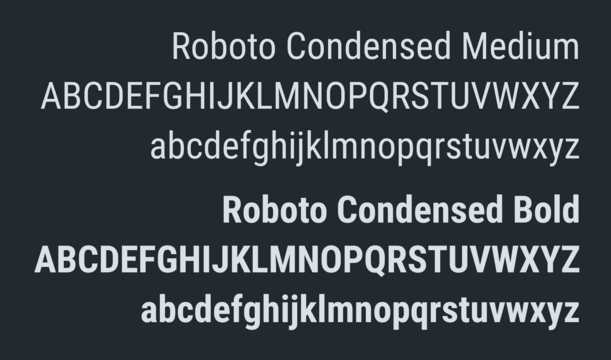 Roboto Condensed Medium
ABCDEFGHIJKLMNOPQRSTUVWXYZ
abcdefghijklmnopqrstuvwxyz
Roboto Condensed Bold
ABCDEFGHIJKLMNOPQRSTUVWXYZ
abcdefghijklmnopqrstuvwxyz